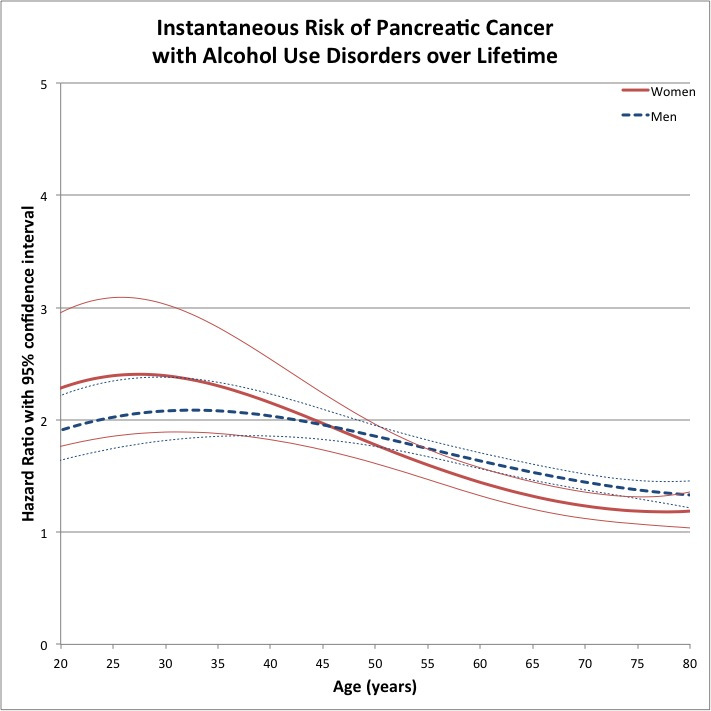 Instantaneous Risk of Pancreatic Cancer
with Alcohol Use Disorders over Lifetime
5
Women
Men
4
3
2
1
0
Hazard Ratio with 95% confidence interval
20 25 30 35 40 45 50 55 60 65 70 75 80
Age (years)